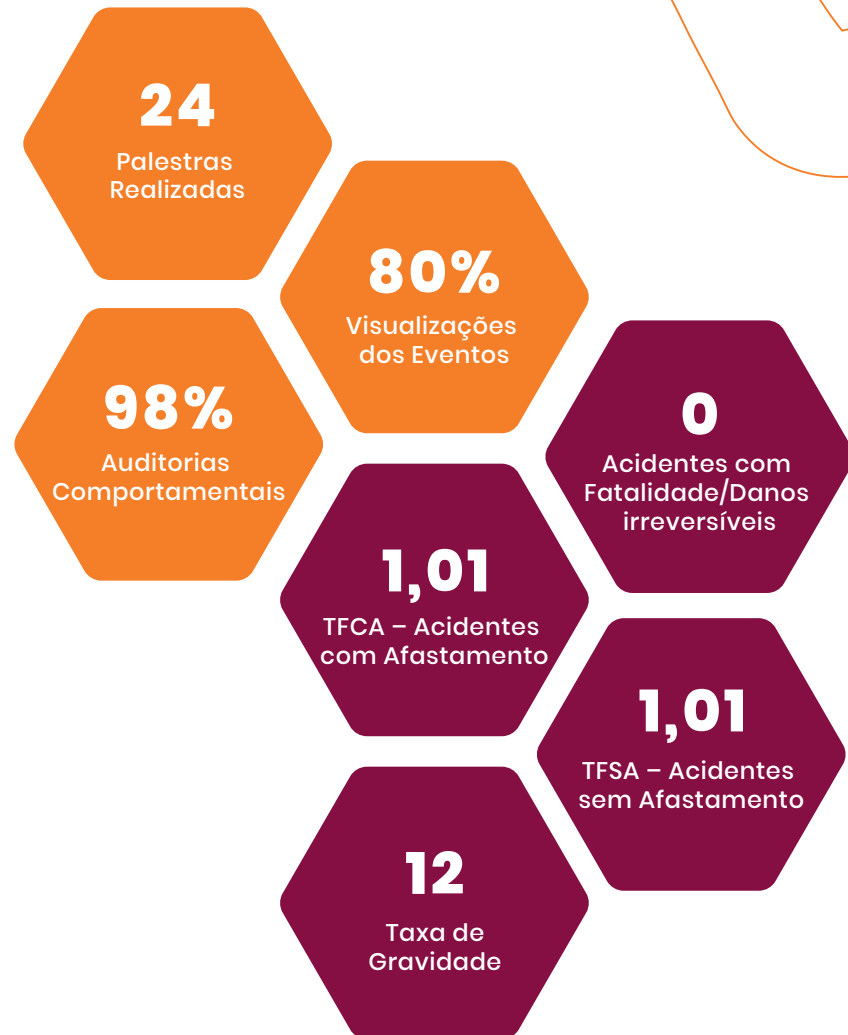 24
Palestras
Realizadas
80%
Visualizações
dos Eventos
98%
Auditorias
Comportamentais
0
Acidentes com
Fatalidade/Danos
irreversíveis
1,01
TFCA – Acidentes
com Afastamento
1,01
TFSA – Acidentes
sem Afastamento
12
Taxa de
Gravidade